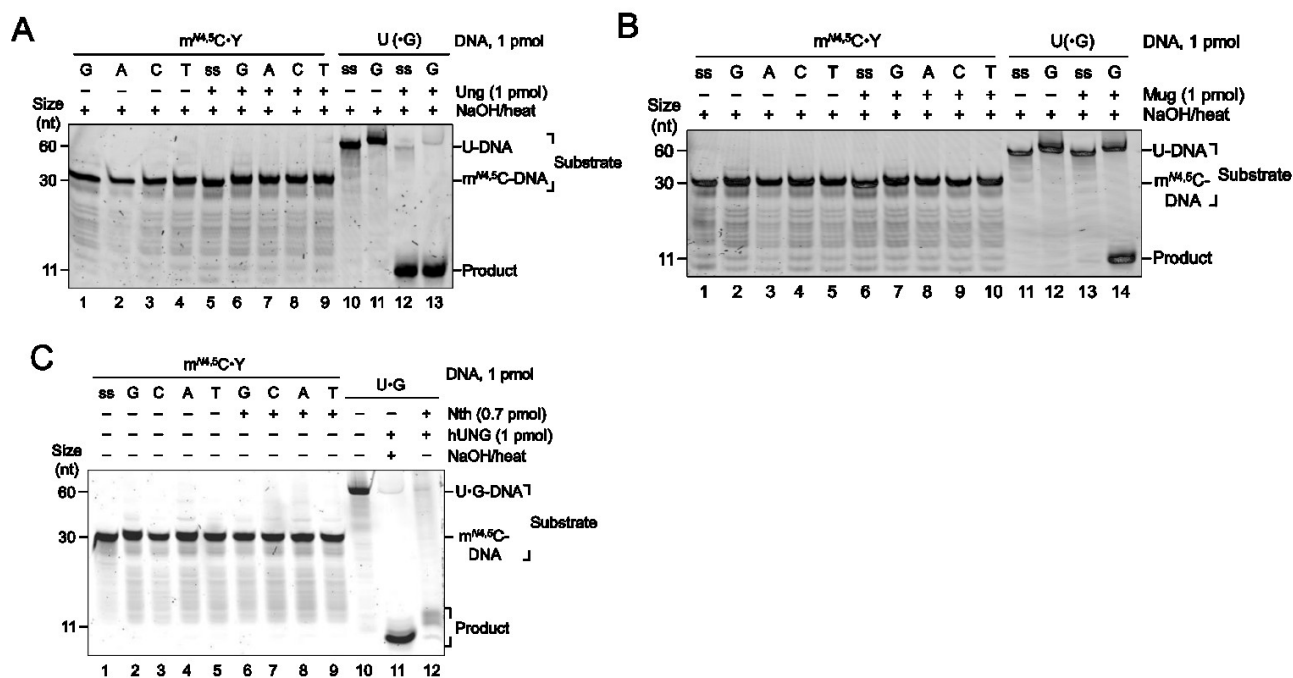 A
m^N4,5C•Y U (•G) DNA, 1 pmol
G A C T ss G A C T ss G ss G
– – – – + + + + + – – + + Ung (1 pmol)
Size (nt) + + + + + + + + + + + + + NaOH/heat
60 U-DNA
Substrate
30 m^N4,5C-DNA
11 Product
1 2 3 4 5 6 7 8 9 10 11 12 13
B
m^N4,5C•Y U(•G) DNA, 1 pmol
ss G A C T ss G A C T ss G ss G
– – – – – + + + + + – – + + Mug (1 pmol)
Size (nt) + + + + + + + + + + + + + + NaOH/heat
60 U-DNA
30 m^N4,5C- Substrate
DNA
11 Product
1 2 3 4 5 6 7 8 9 10 11 12 13 14
C
m^N4,5C•Y U•G DNA, 1 pmol
ss G C A T G C A T
– – – – – + + + + – – + Nth (0.7 pmol)
– – – – – – – – – – + + hUNG (1 pmol)
Size (nt) – – – – – – – – – – + – NaOH/heat
60 U•G-DNA
Substrate
30 m^N4,5C-
DNA
11 Product
1 2 3 4 5 6 7 8 9 10 11 12